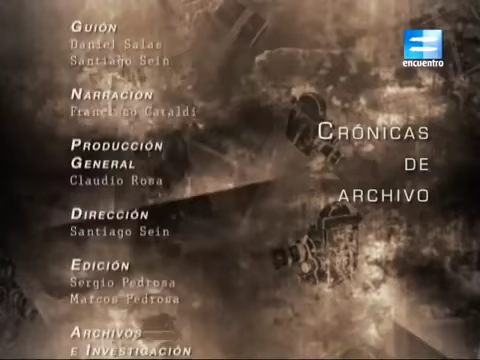 Guión
Daniel Salas
Santiago Sein
Narración
Francisco Cataldi
Producción
General
Claudio Rosa
Dirección
Santiago Sein
Edición
Sergio Pedrosa
Marcos Pedrosa
Archivos
e Investigación
encuentro
Crónicas
de
archivo